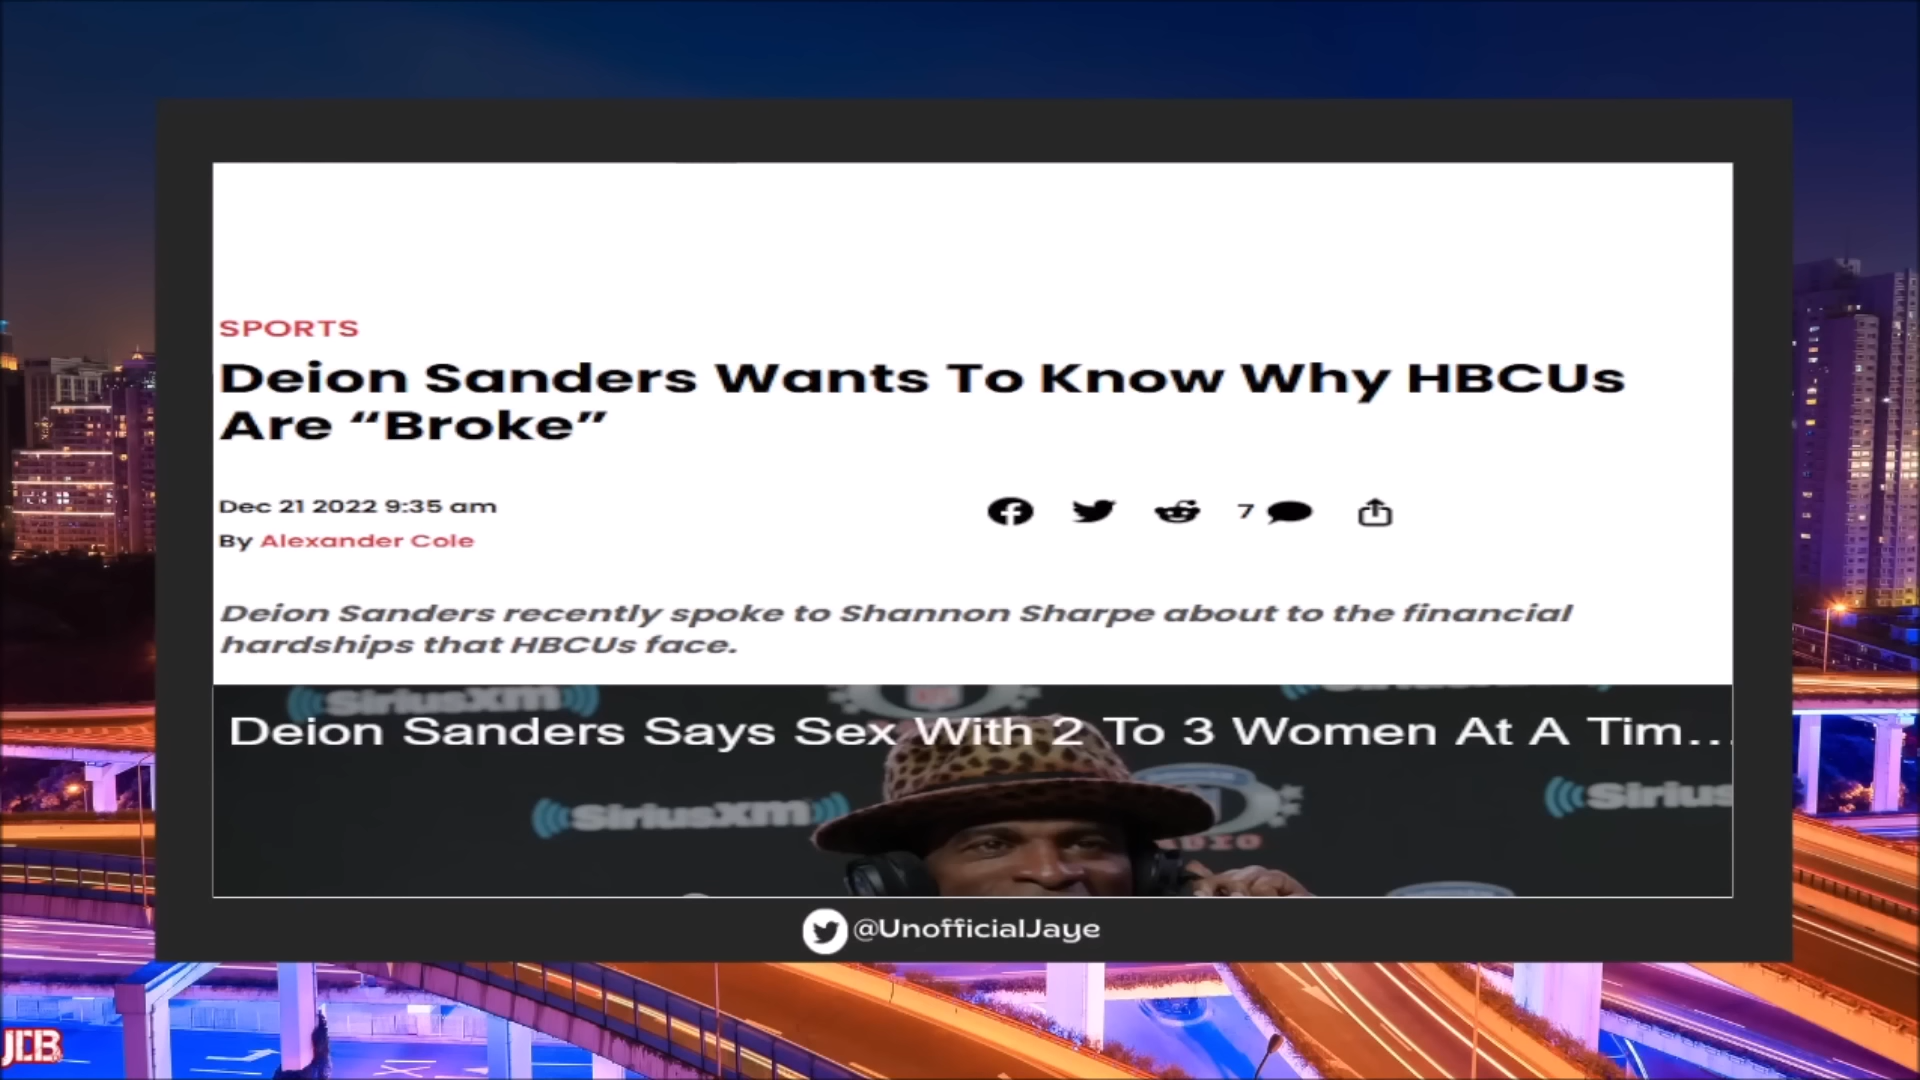 SPORTS
Deion Sanders Wants To Know Why HBCUs
Are “Broke”
Dec 21 2022 9:35 am
7
By Alexander Cole
Deion Sanders recently spoke to Shannon Sharpe about to the financial
hardships that HBCUs face.
SiriusXm
Deion Sanders Says Sex With 2 To 3 Women At A Tim...
SiriusXm
Sirius
@UnofficialJaye
JCB